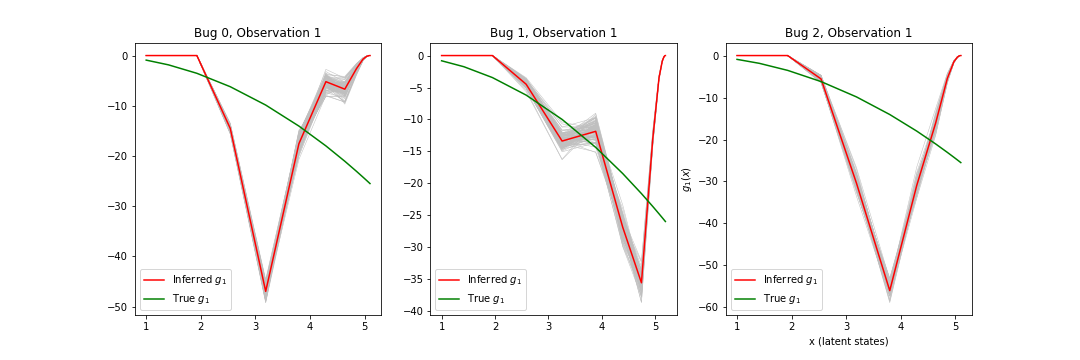 Bug 0, Observation 1
0
−10
−20
−30
−40
−50
1 2 3 4 5
Inferred g₁
True g₁
Bug 1, Observation 1
0
−5
−10
−15
−20
−25
−30
−35
−40
1 2 3 4 5
Inferred g₁
True g₁
Bug 2, Observation 1
g₁(x)
0
−10
−20
−30
−40
−50
−60
1 2 3 4 5
x (latent states)
Inferred g₁
True g₁